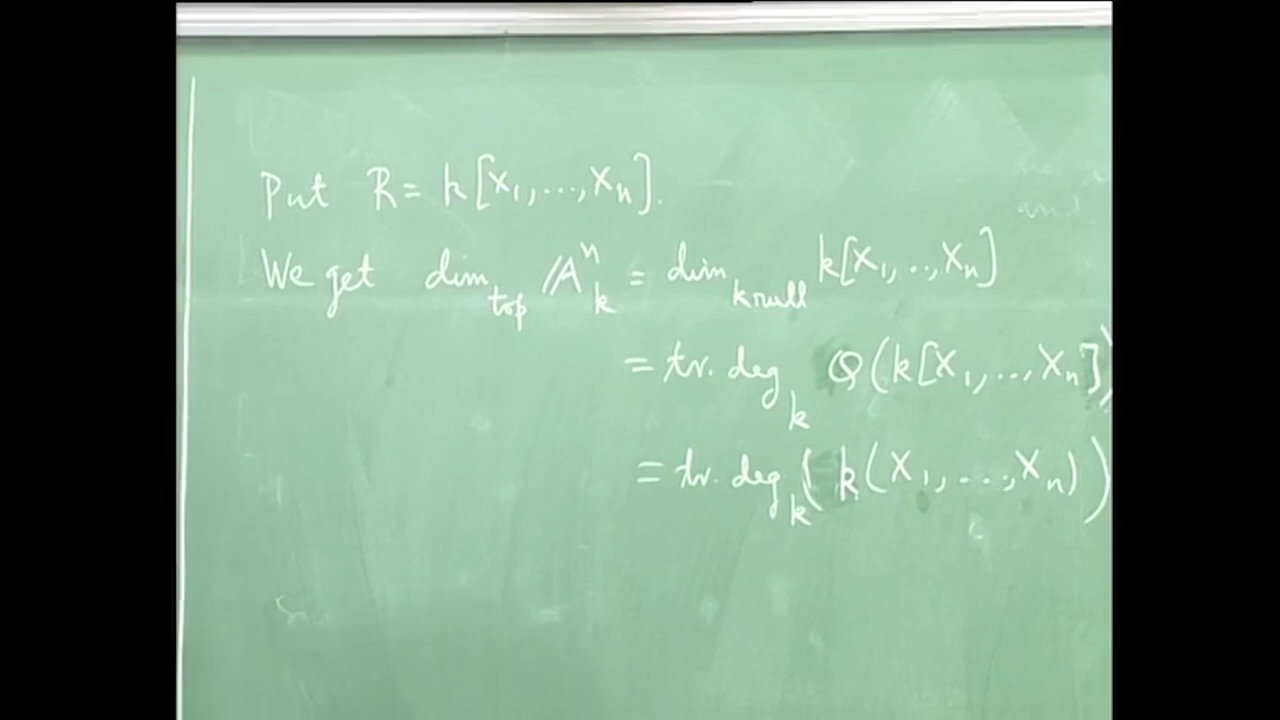 Put R = k[X₁,...,Xₙ].
We get dim_top 𝔸ⁿ_k = dim_krull k[X₁,..,Xₙ]
= tr. deg_k Q(k[X₁,...,Xₙ])
= tr. deg_k (k(X₁,...,Xₙ))